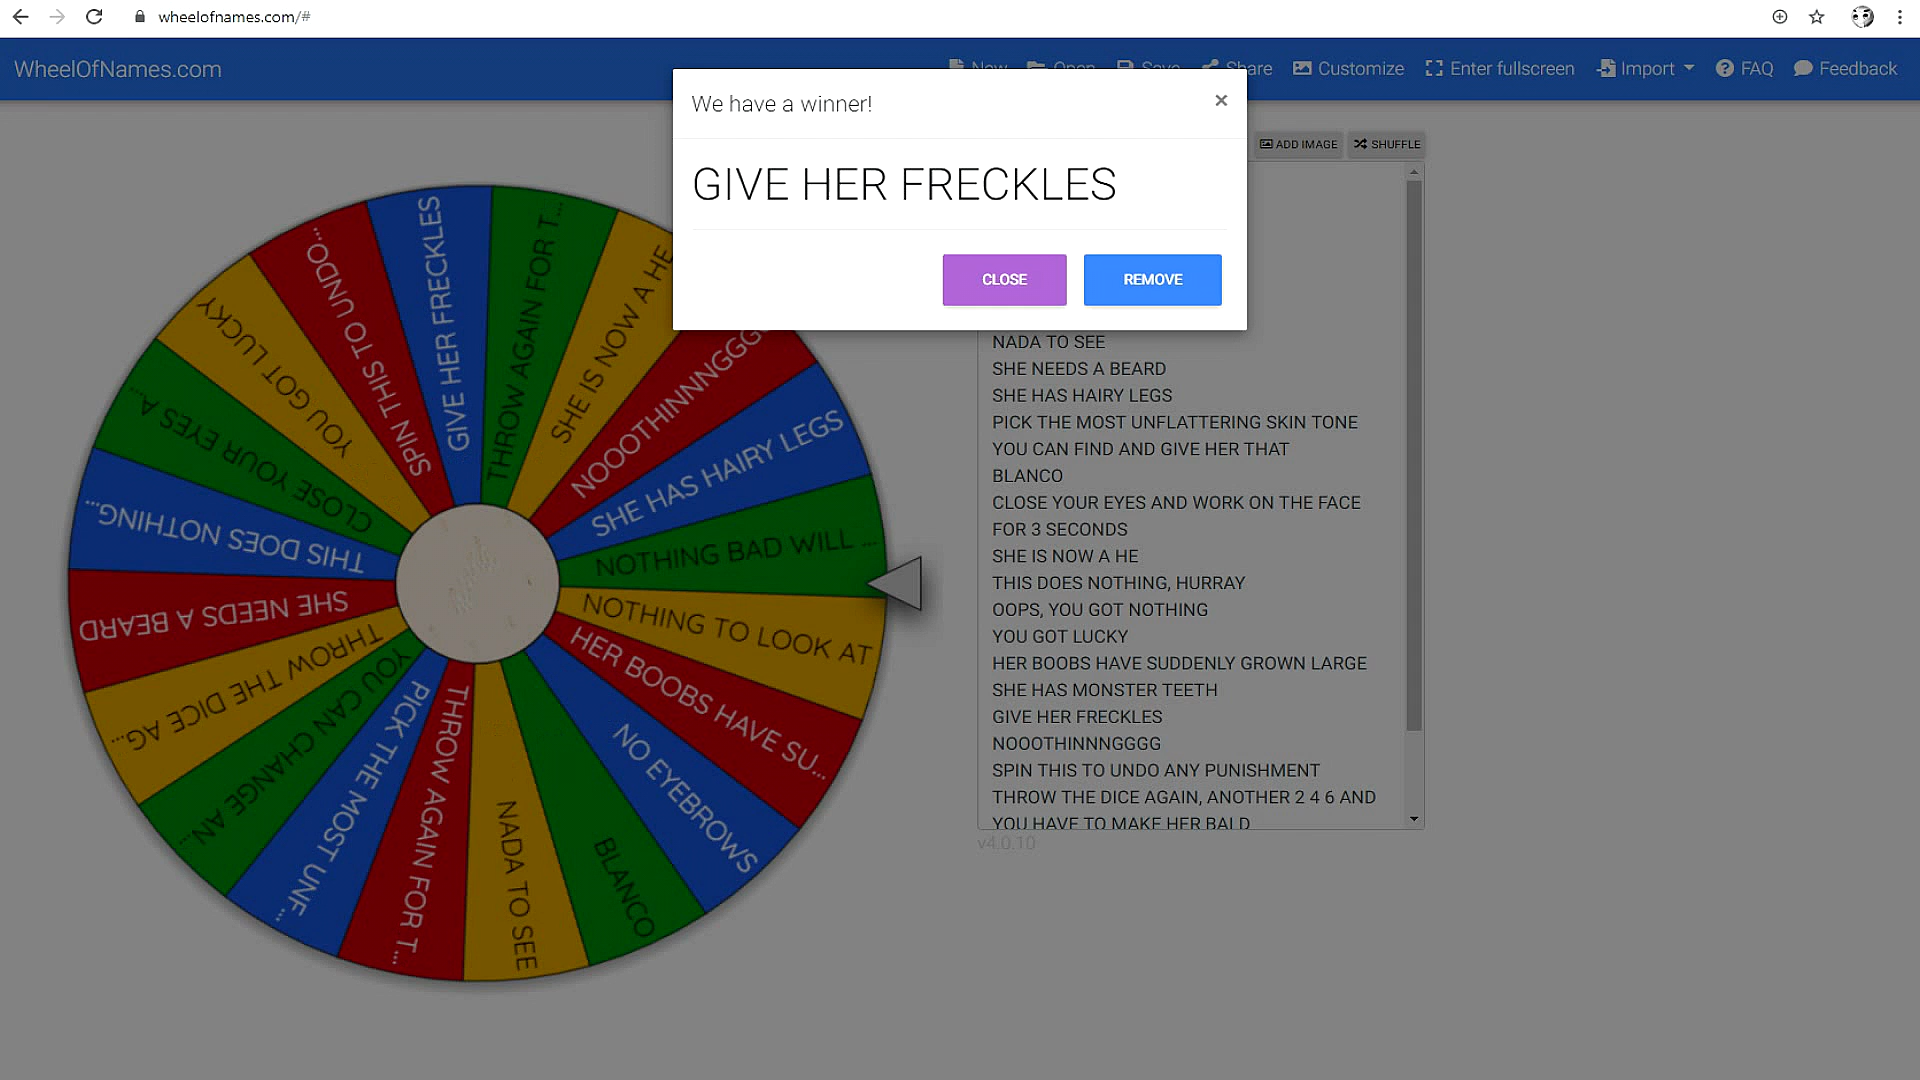 wheelofnames.com/#
WheelOfNames.com
New Open Save Share Customize Enter fullscreen Import FAQ Feedback
We have a winner!
×
GIVE HER FRECKLES
CLOSE REMOVE
ADD IMAGE SHUFFLE
NADA TO SEE
SHE NEEDS A BEARD
SHE HAS HAIRY LEGS
PICK THE MOST UNFLATTERING SKIN TONE
YOU CAN FIND AND GIVE HER THAT
BLANCO
CLOSE YOUR EYES AND WORK ON THE FACE
FOR 3 SECONDS
SHE IS NOW A HE
THIS DOES NOTHING, HURRAY
OOPS, YOU GOT NOTHING
YOU GOT LUCKY
HER BOOBS HAVE SUDDENLY GROWN LARGE
SHE HAS MONSTER TEETH
GIVE HER FRECKLES
NOOOTHINNNGGGG
SPIN THIS TO UNDO ANY PUNISHMENT
THROW THE DICE AGAIN, ANOTHER 2 4 6 AND
YOU HAVE TO MAKE HER BALD
v4.0.10
GIVE HER FRECKLES
THROW AGAIN FOR T...
SHE IS NOW A HE
NOOOTHINNNGGG
SHE HAS HAIRY LEGS
NOTHING BAD WILL ...
NOTHING TO LOOK AT
HER BOOBS HAVE SU...
NO EYEBROWS
BLANCO
NADA TO SEE
THROW AGAIN FOR T...
PICK THE MOST UNF...
YOU CAN CHANGE AN...
THROW THE DICE AG...
SHE NEEDS A BEARD
THIS DOES NOTHING...
CLOSE YOUR EYES A...
YOU GOT LUCKY
SPIN THIS TO UNDO...